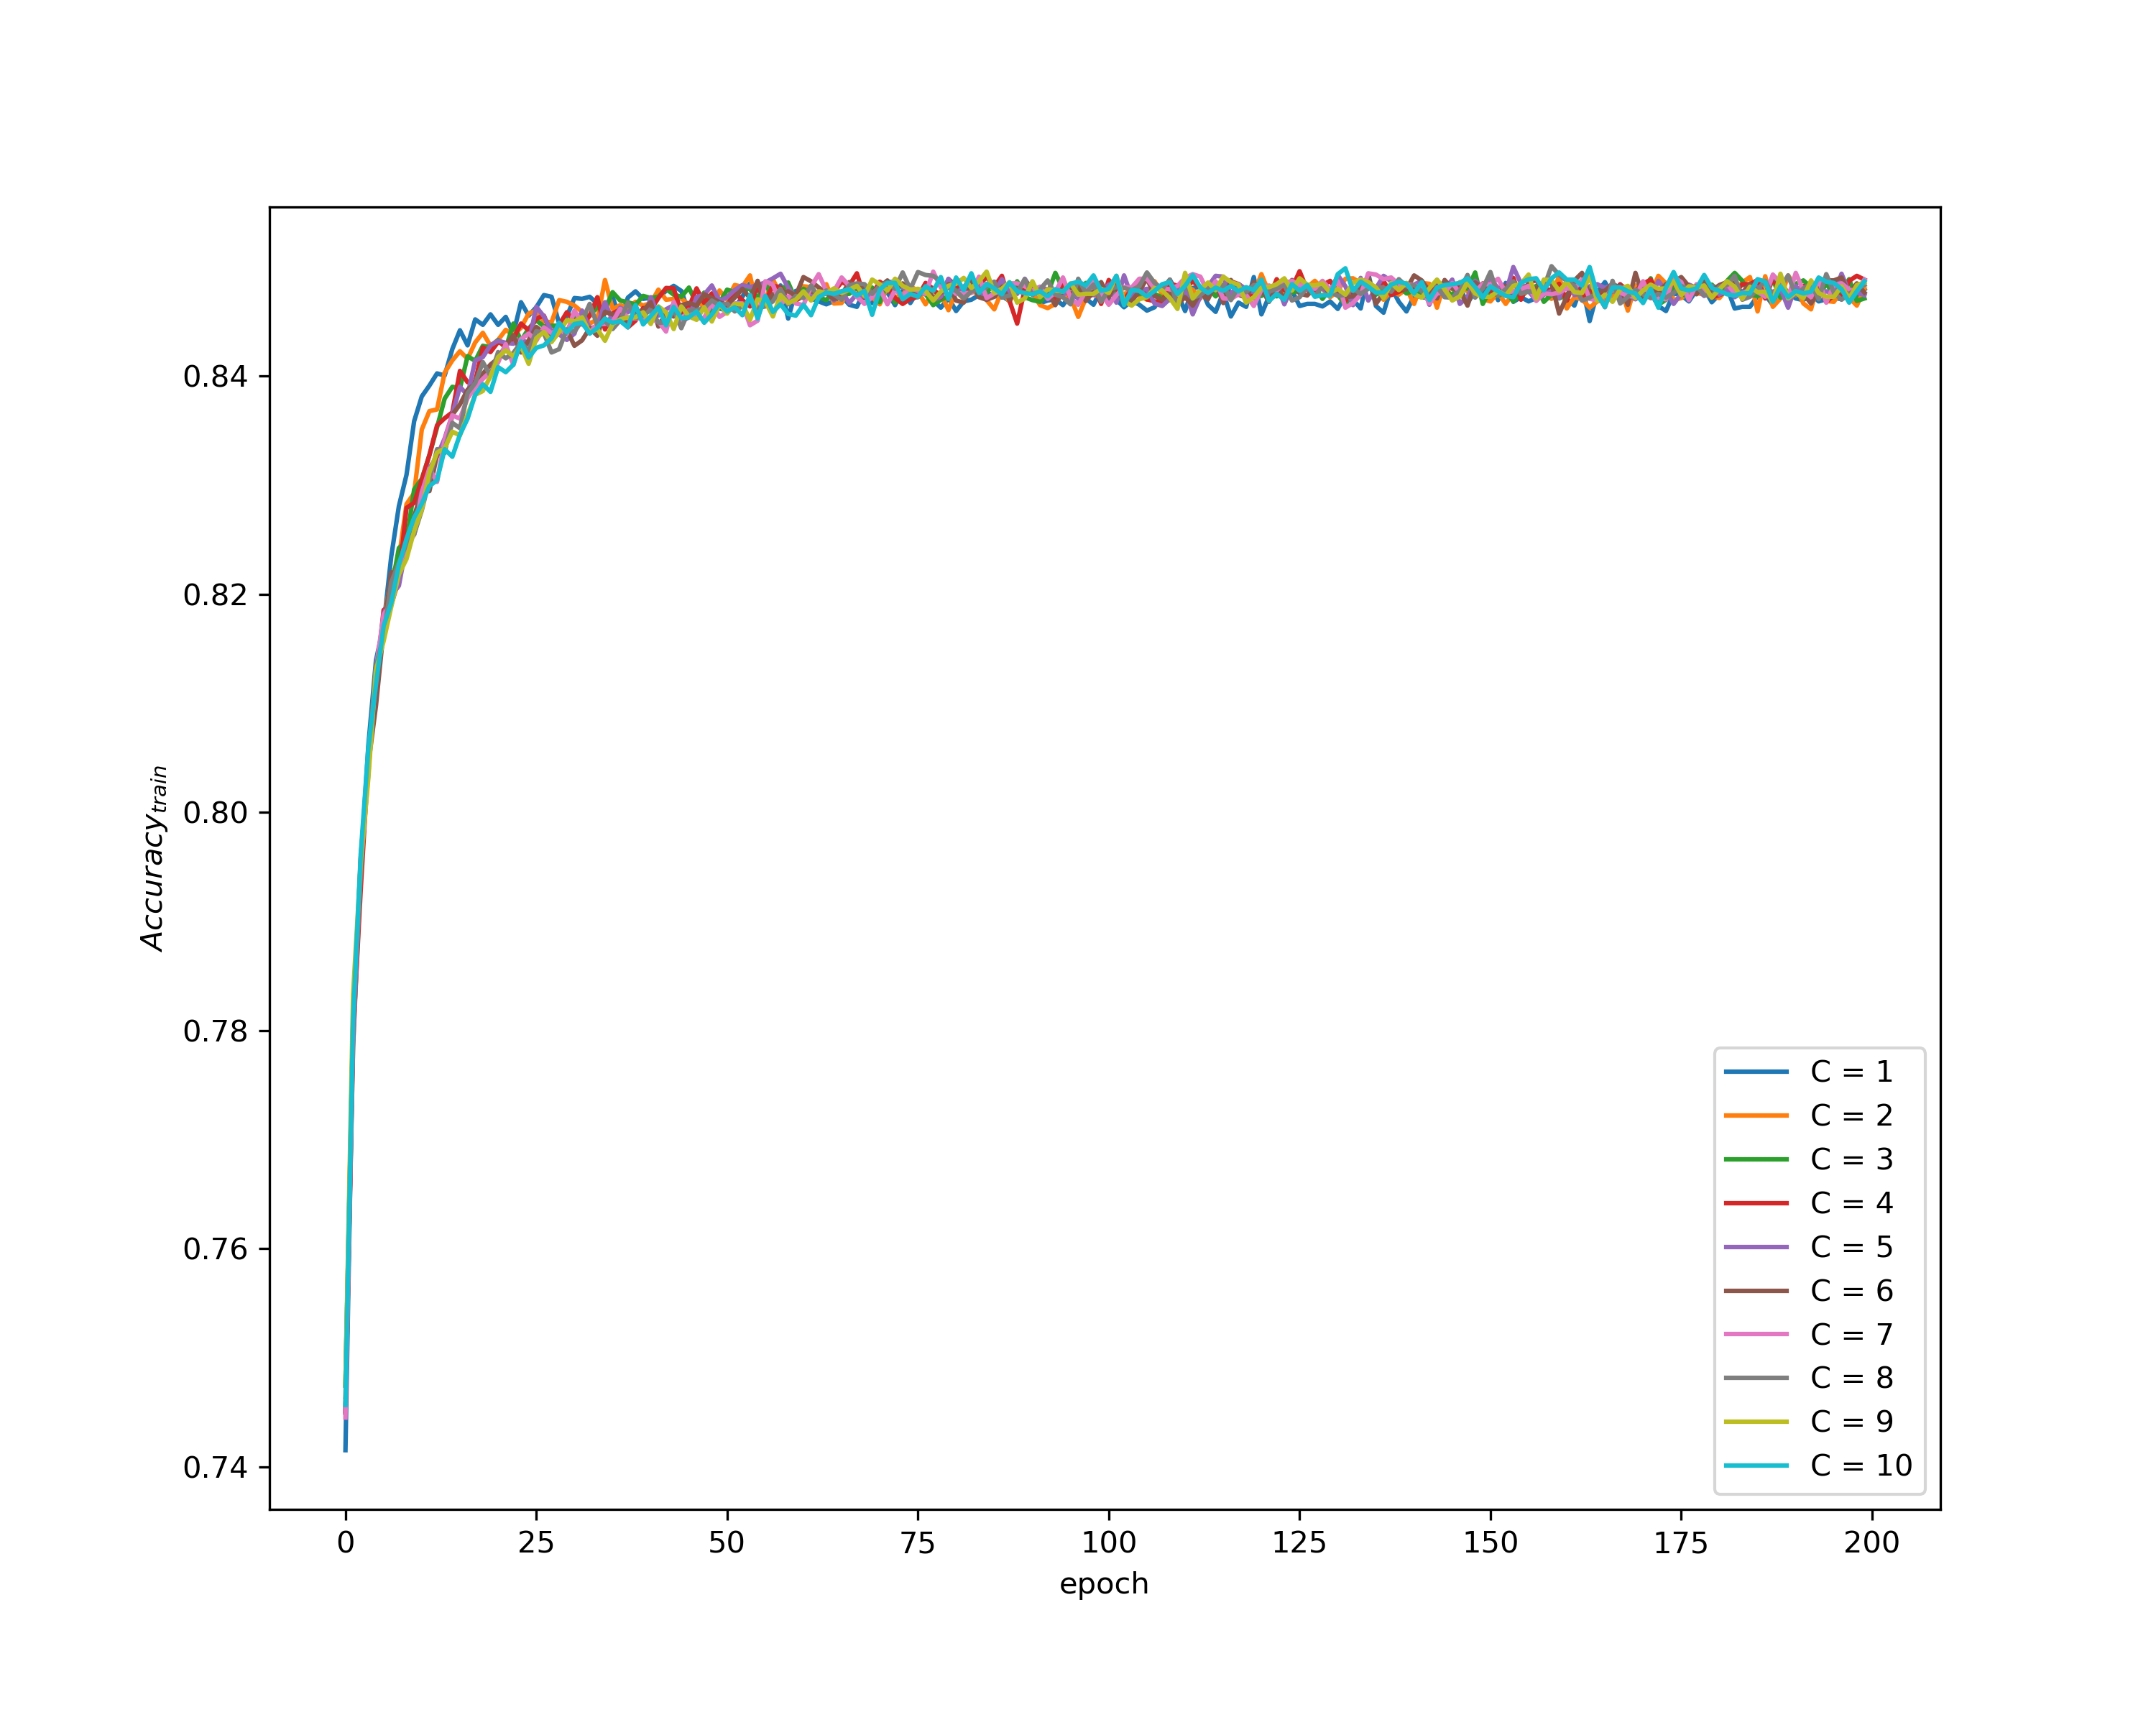 0.84
0.82
0.80
0.78
0.76
0.74
Accuracy_train
0 25 50 75 100 125 150 175 200
epoch
C = 1
C = 2
C = 3
C = 4
C = 5
C = 6
C = 7
C = 8
C = 9
C = 10